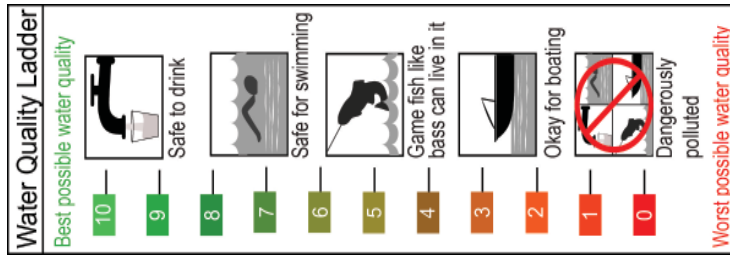 Water Quality Ladder
Best possible water quality
10
Safe to drink
9
8
7
Safe for swimming
6
5
Game fish like
bass can live in it
4
3
Okay for boating
2
1
Dangerously
polluted
0
Worst possible water quality